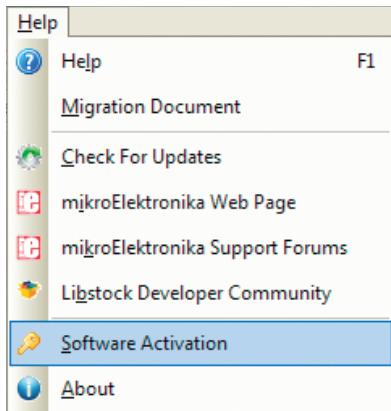 Help
Help F1
Migration Document
Check For Updates
mikroElektronika Web Page
mikroElektronika Support Forums
Libstock Developer Community
Software Activation
About